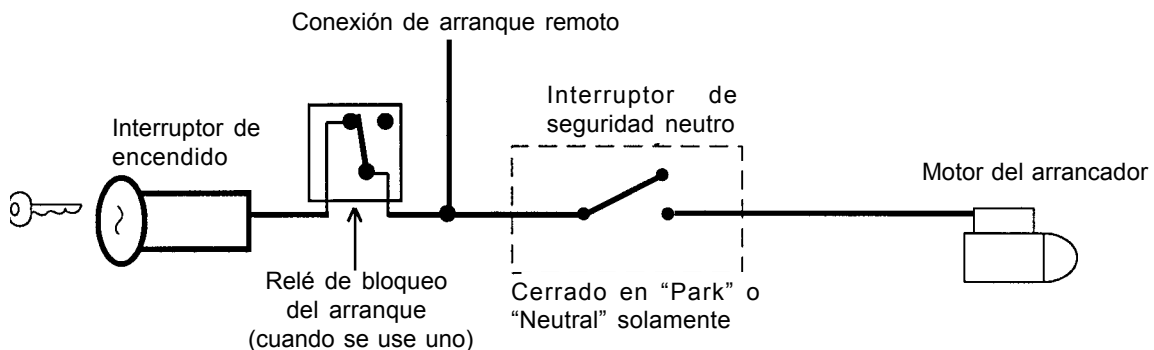 Conexión de arranque remoto
Interruptor de
encendido
Interruptor de
seguridad neutro
Motor del arrancador
Relé de bloqueo
del arranque
(cuando se use uno)
Cerrado en “Park” o
“Neutral” solamente